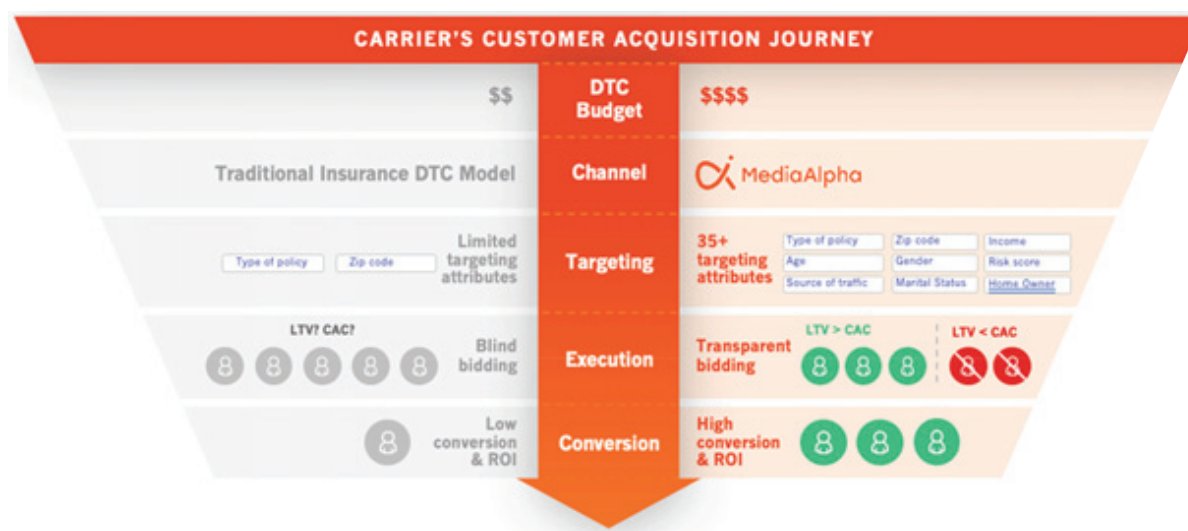 CARRIER'S CUSTOMER ACQUISITION JOURNEY
$$
DTC
Budget
$$$$
Traditional Insurance DTC Model
Channel
MediaAlpha
Type of policy
Zip code
Limited
targeting
attributes
Targeting
35+
targeting
attributes
Type of policy
Zip code
Income
Age
Gender
Risk score
Source of traffic
Marital Status
Home Owner
LTV? CAC?
Blind
bidding
Execution
Transparent
bidding
LTV > CAC
LTV < CAC
Low
conversion
& ROI
Conversion
High
conversion
& ROI